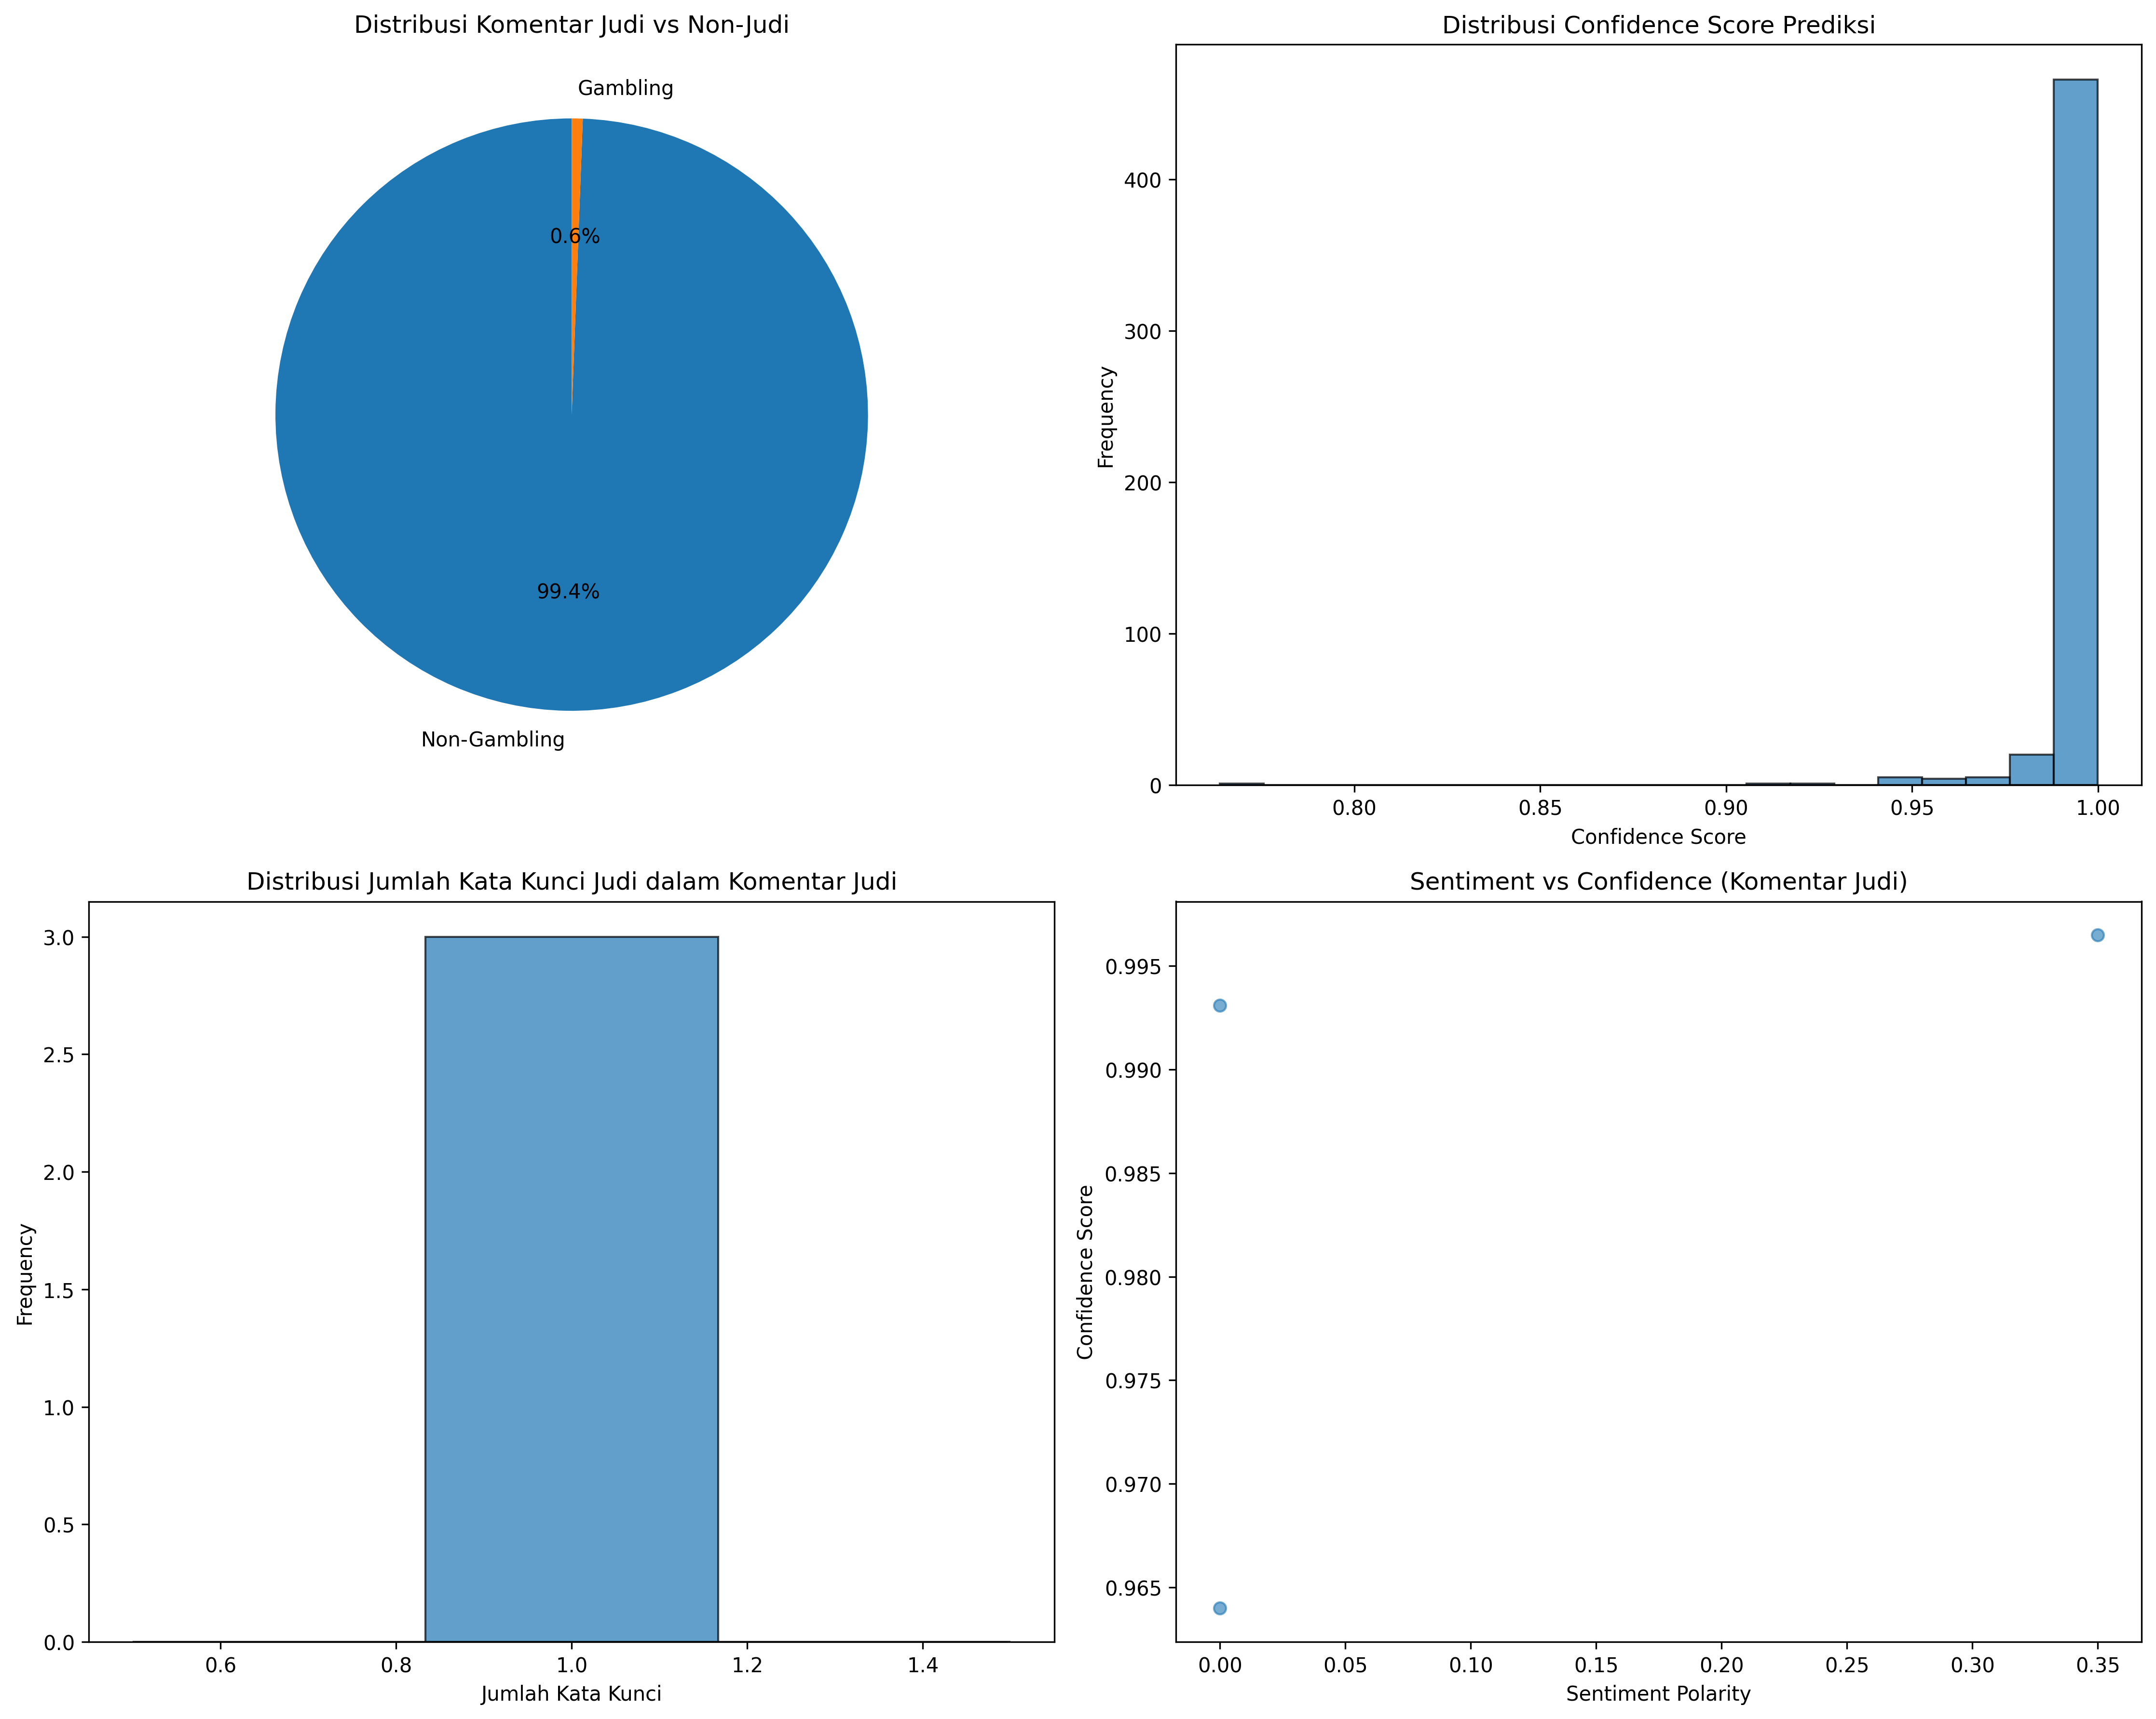 Distribusi Komentar Judi vs Non-Judi
Gambling
0.6%
99.4%
Non-Gambling
Distribusi Confidence Score Prediksi
Frequency
400
300
200
100
0
0.80 0.85 0.90 0.95 1.00
Confidence Score
Distribusi Jumlah Kata Kunci Judi dalam Komentar Judi
Frequency
3.0
2.5
2.0
1.5
1.0
0.5
0.0
0.6 0.8 1.0 1.2 1.4
Jumlah Kata Kunci
Sentiment vs Confidence (Komentar Judi)
Confidence Score
0.995
0.990
0.985
0.980
0.975
0.970
0.965
0.00 0.05 0.10 0.15 0.20 0.25 0.30 0.35
Sentiment Polarity